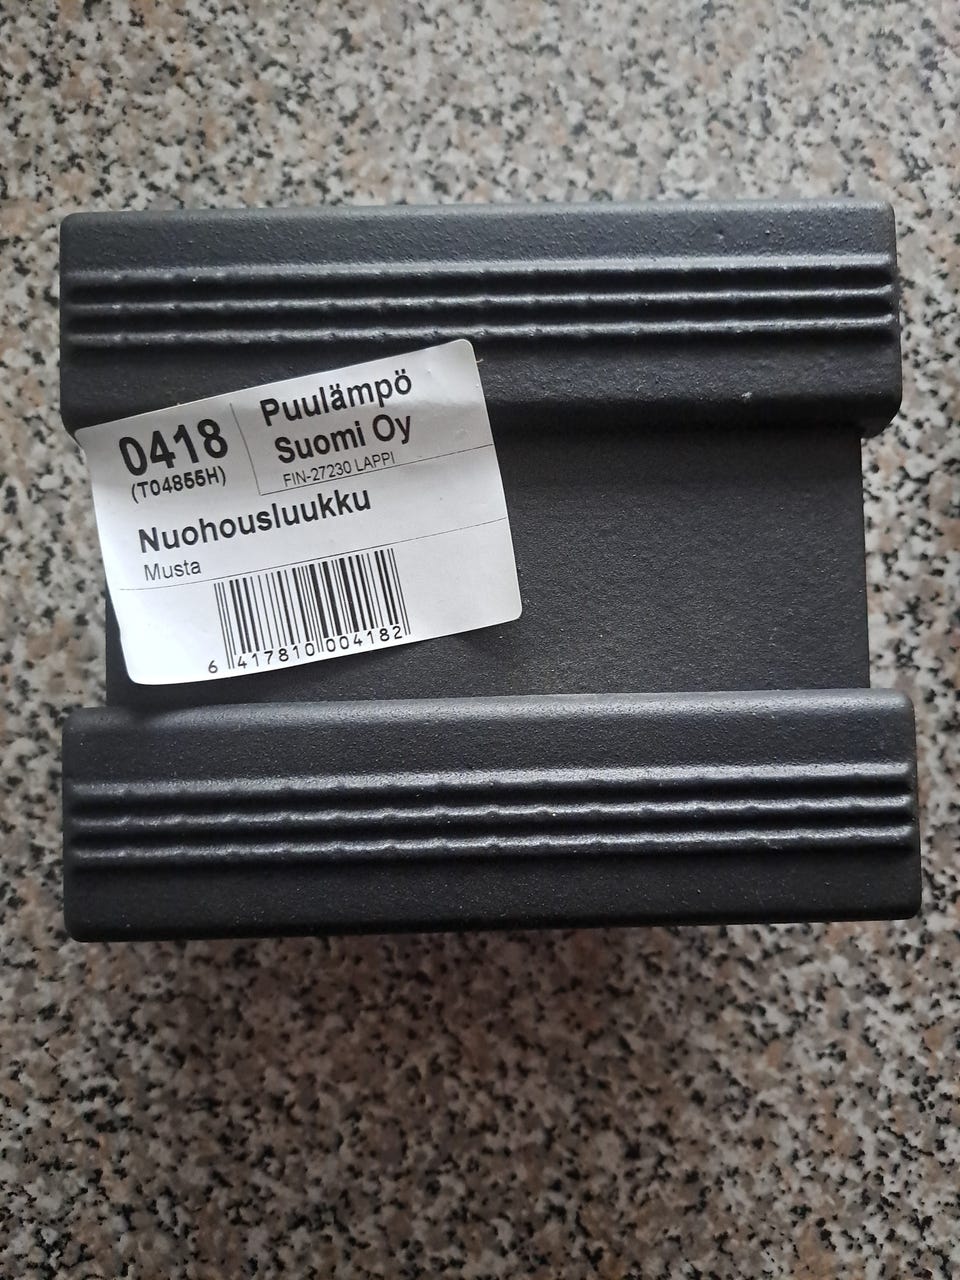 0418
(T04855H)
Puulämpö
Suomi Oy
FIN-27230 LAPPI
Nuohousluukku
Musta
6 417810 004182